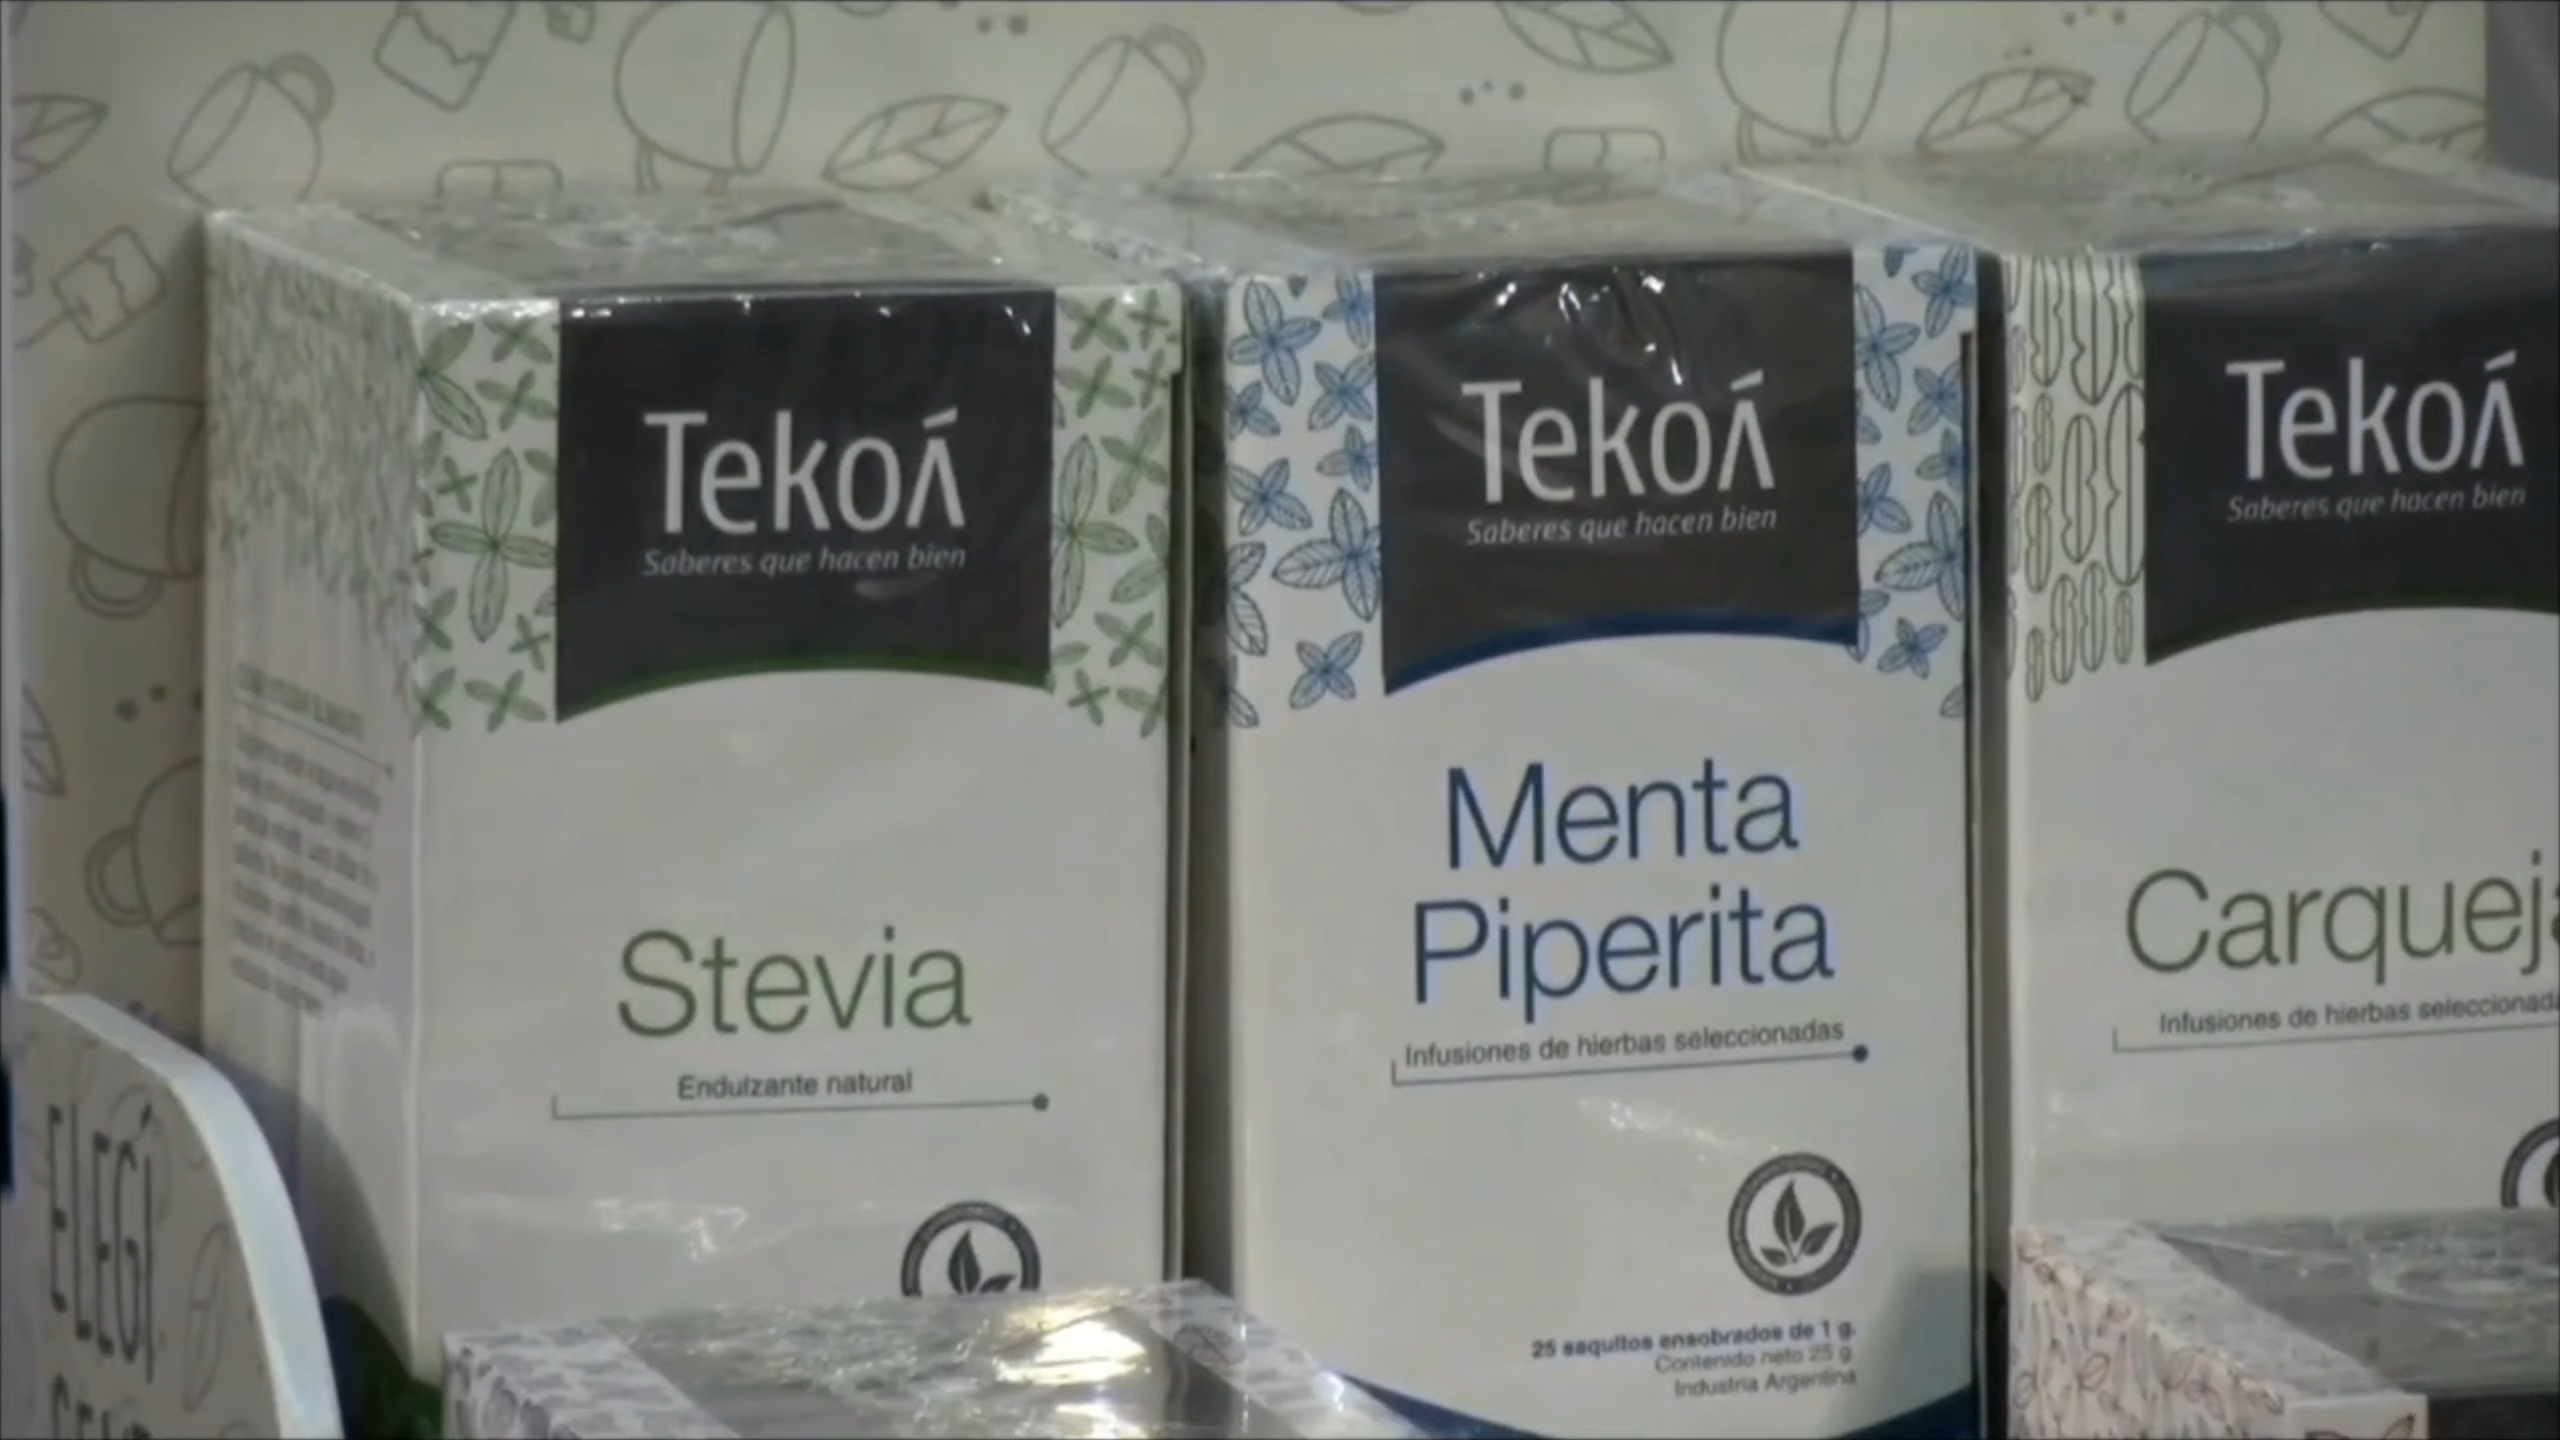 Tekoá
Saberes que hacen bien
Stevia
Endulzante natural
Tekoá
Saberes que hacen bien
Menta
Piperita
Infusiones de hierbas seleccionadas
25 saquitos ensobrados de 1 g.
Contenido neto 25 g.
Industria Argentina
Tekoá
Saberes que hacen bien
Carquej
Infusiones de hierbas seleccionad
ELEGÍ